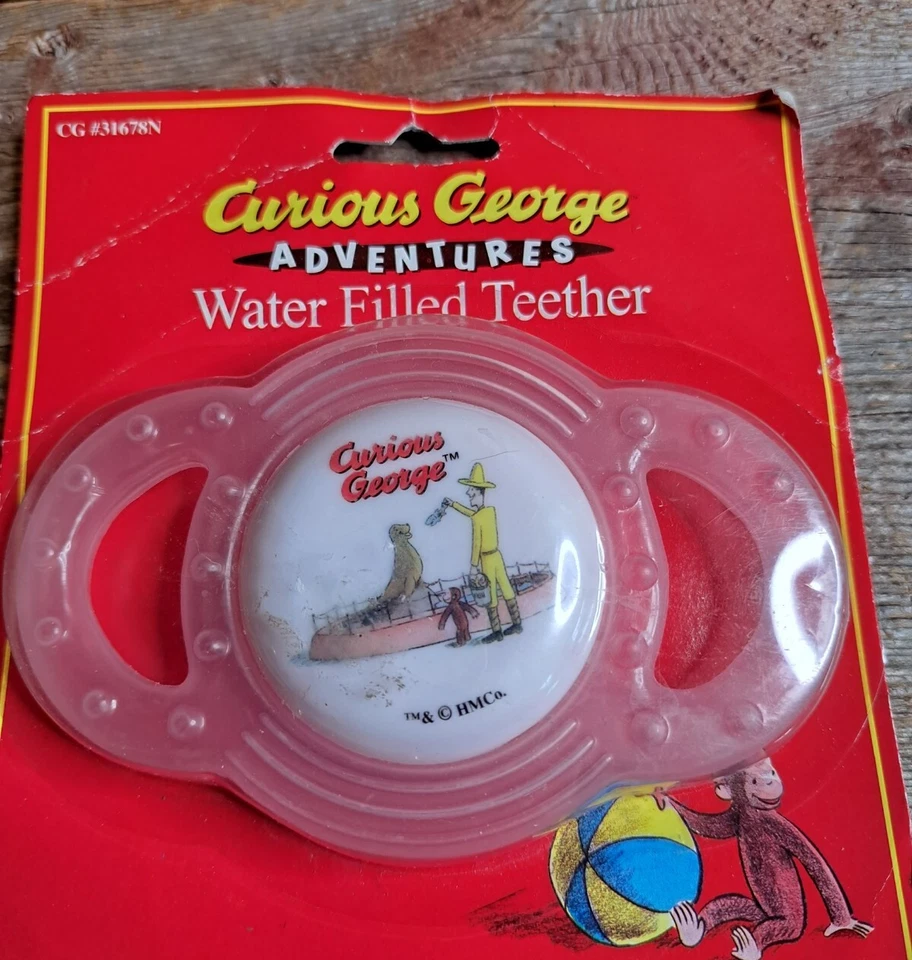 CG #31678N
Curious George
ADVENTURES
Water Filled Teether
Curious
George™
™& © HMCo.